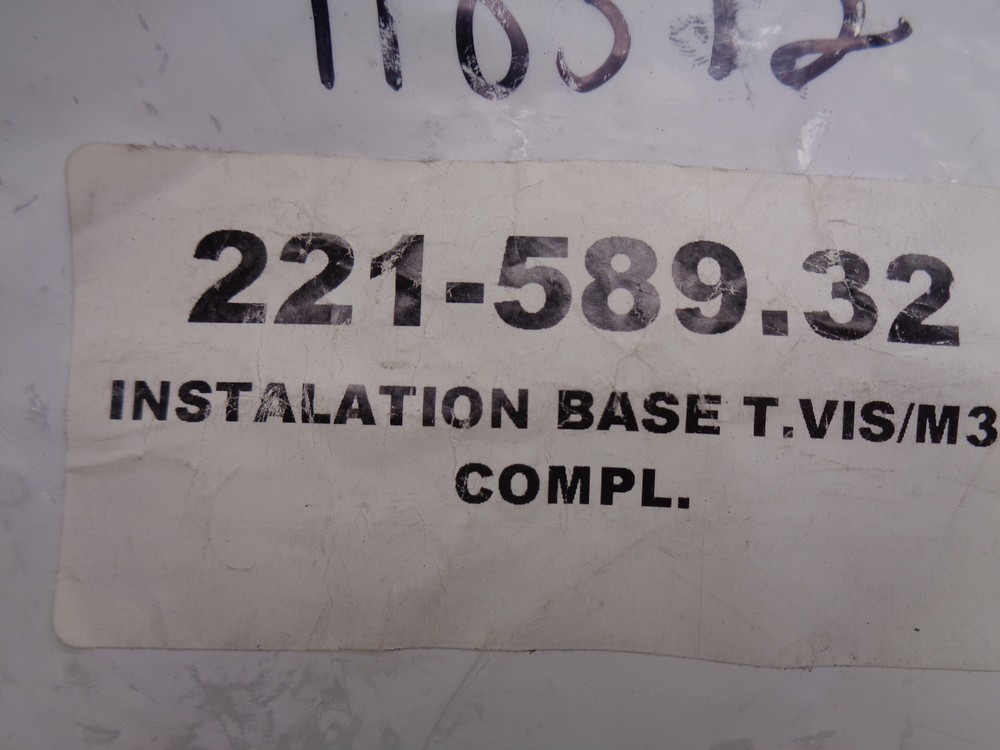 221-589.32
INSTALATION BASE T.VIS/M3
COMPL.